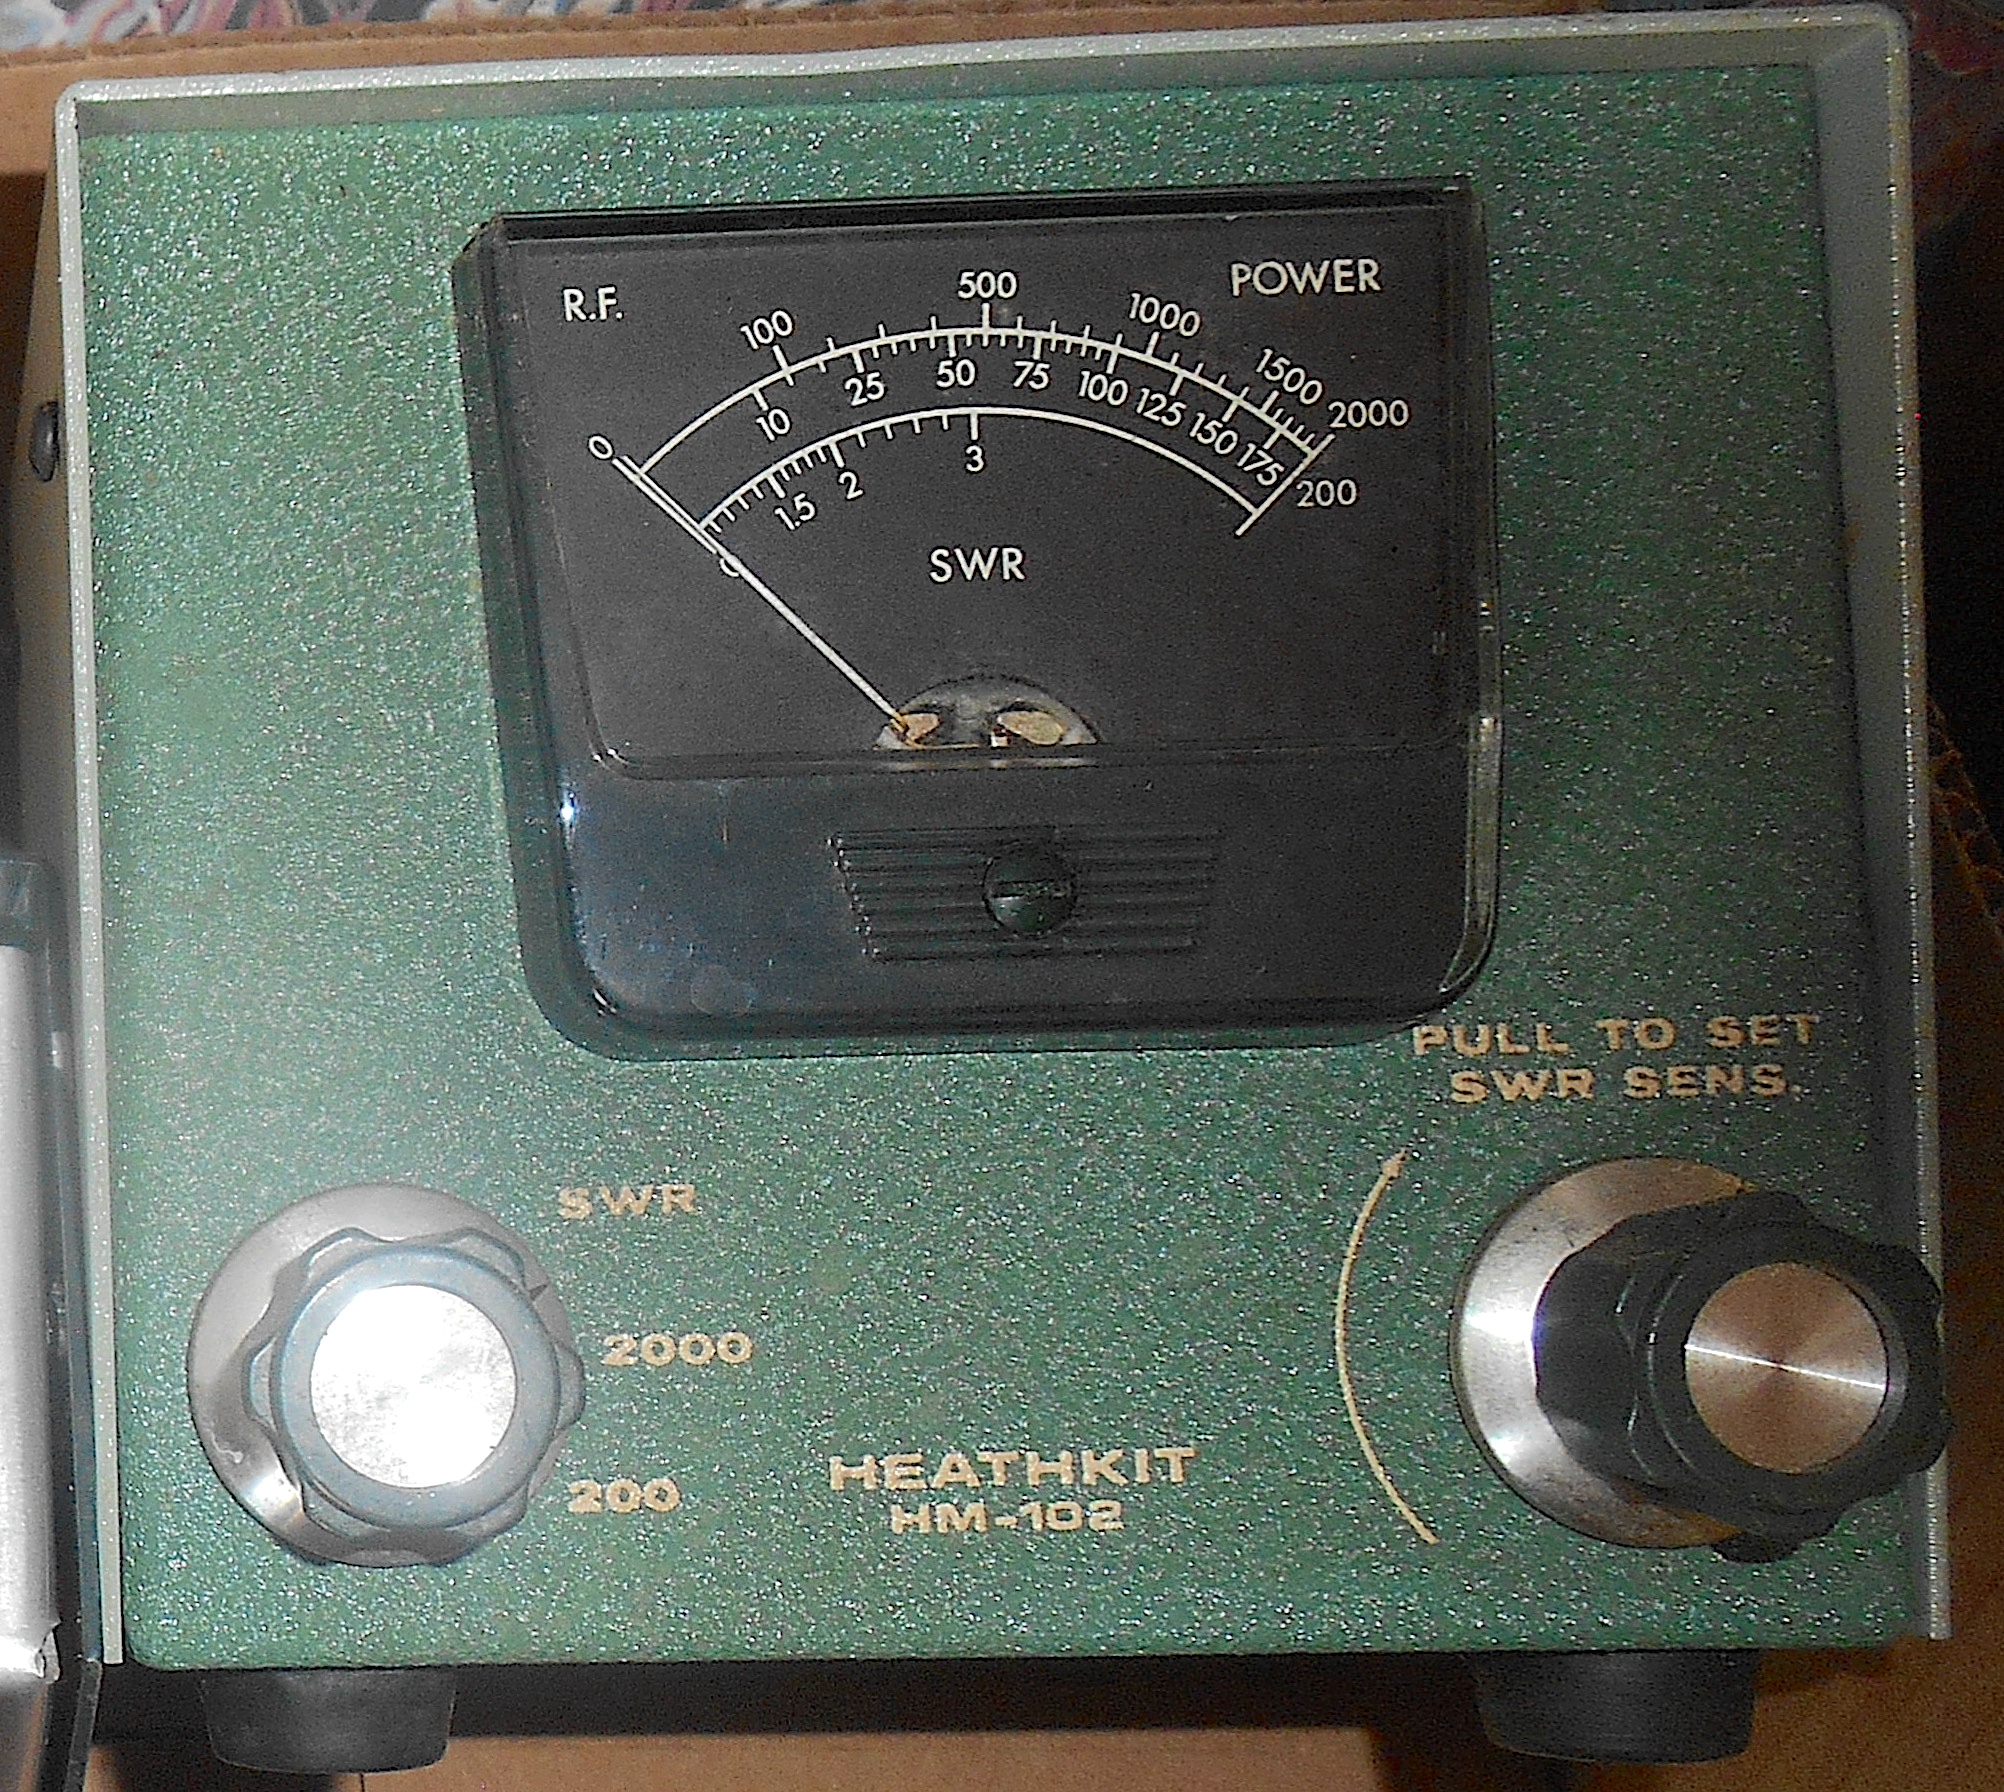 R.F. POWER
0 100 500 1000 1500 2000
10 25 50 75 100 125 150 175 200
1.5 2 3
SWR
PULL TO SET
SWR SENS.
SWR
2000
200
HEATHKIT
HM-102